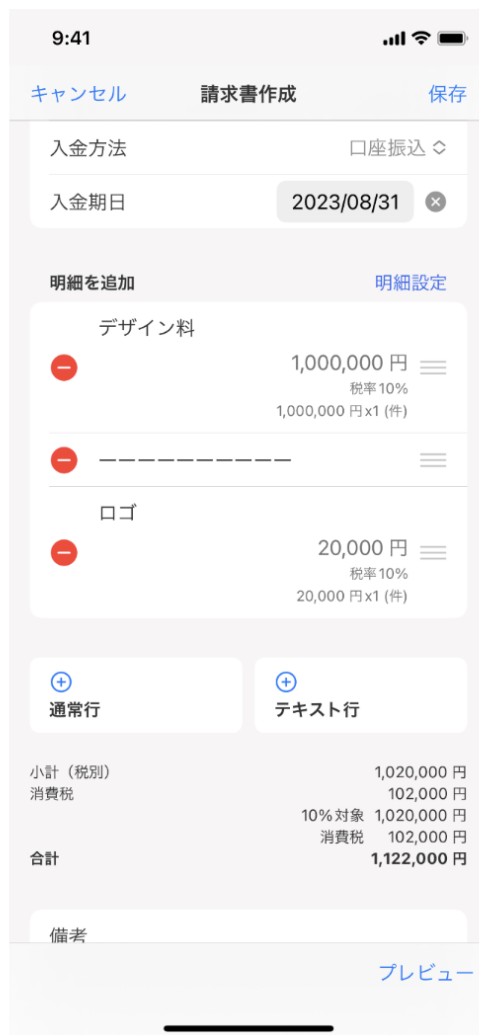 9:41
キャンセル 請求書作成 保存
入金方法 口座振込
入金期日 2023/08/31
明細を追加 明細設定
デザイン料
1,000,000 円
税率10%
1,000,000 円x1 (件)
ーーーーーーーーーー
ロゴ
20,000 円
税率10%
20,000 円x1 (件)
通常行 テキスト行
小計（税別） 1,020,000 円
消費税 102,000 円
10%対象 1,020,000 円
消費税 102,000 円
合計 1,122,000 円
備考
プレビュー